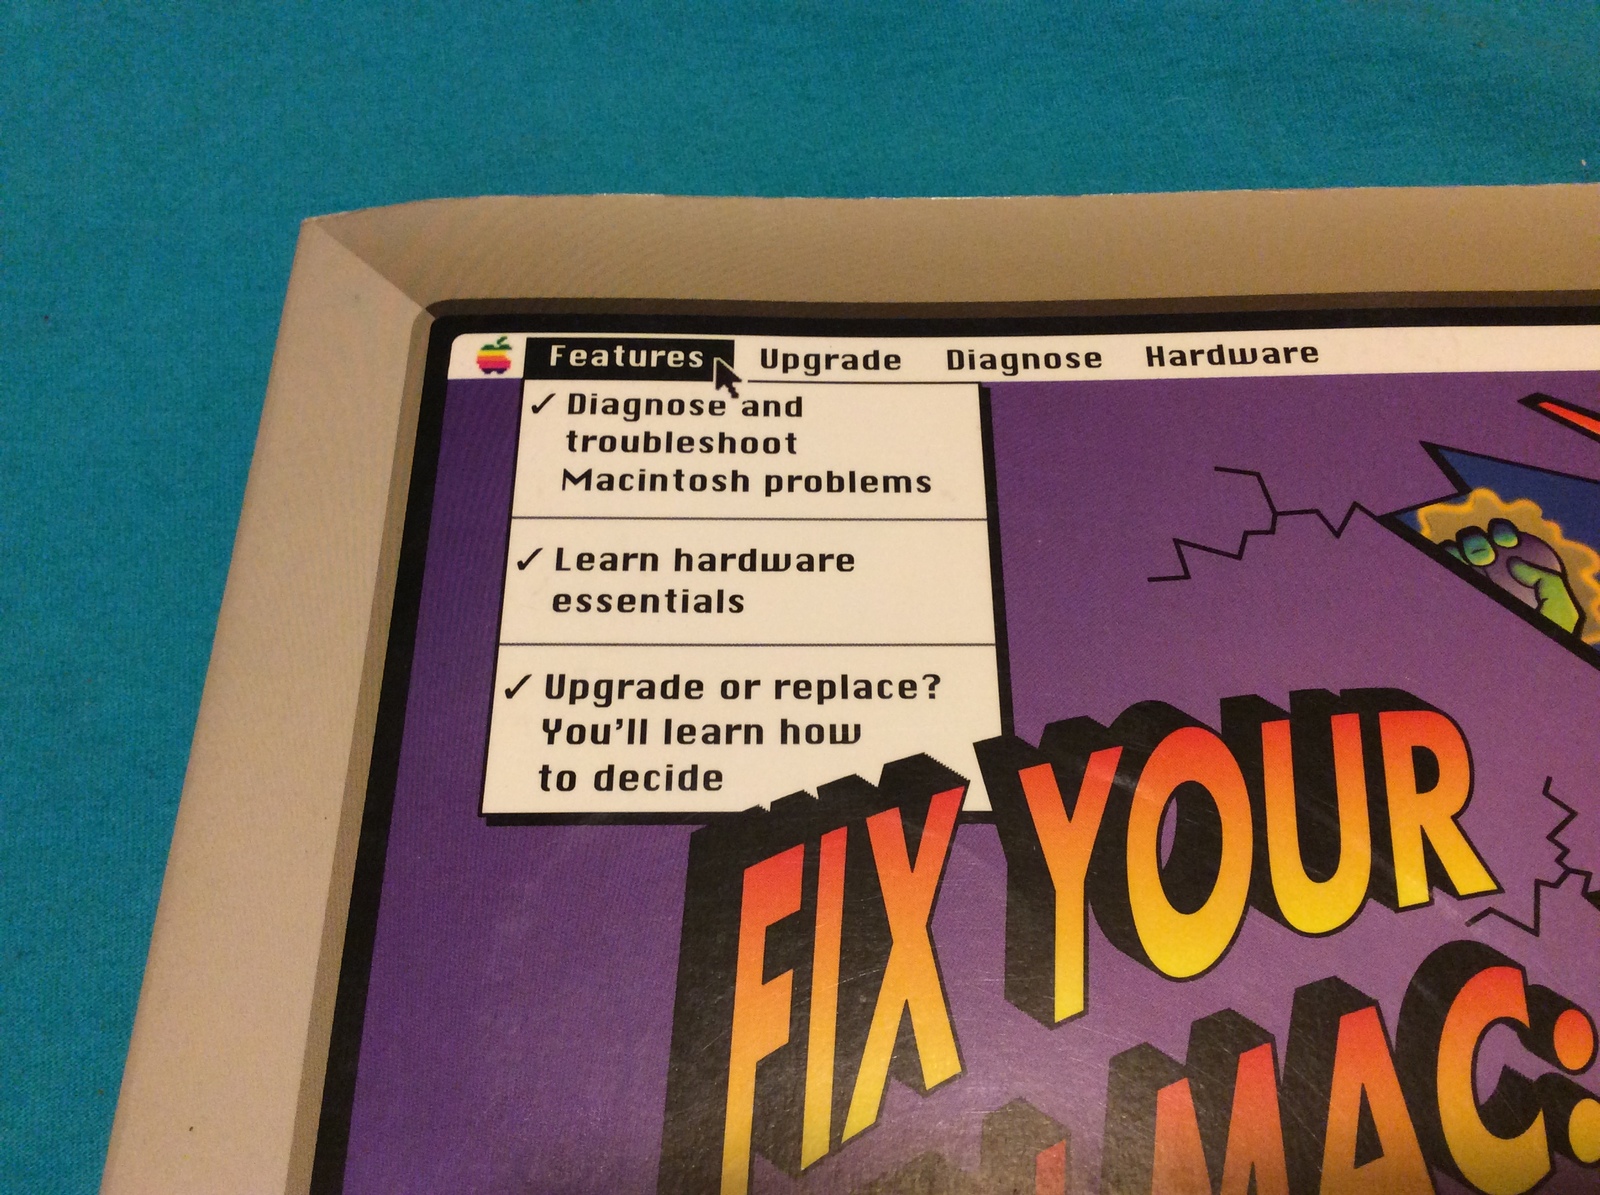 Features Upgrade Diagnose Hardware
✓ Diagnose and
troubleshoot
Macintosh problems
✓ Learn hardware
essentials
✓ Upgrade or replace?
You'll learn how
to decide
FIX YOUR
MAC: